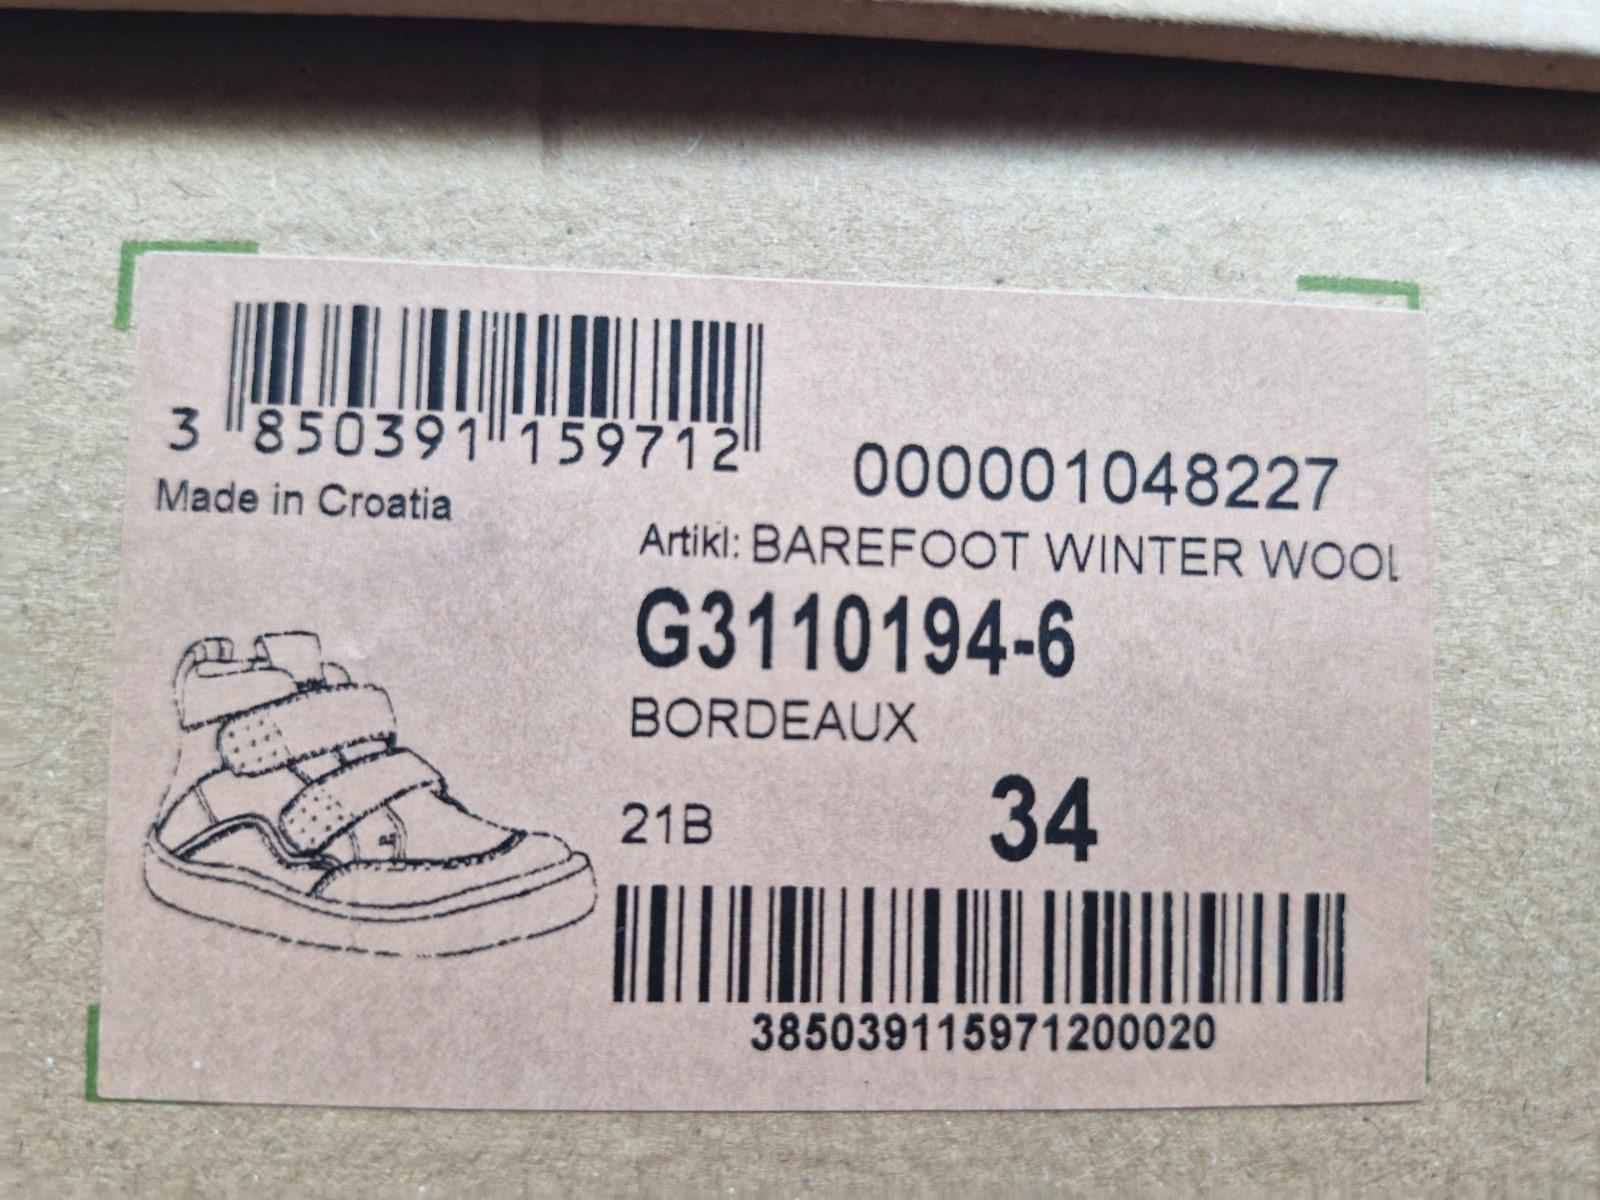 3 850391 159712
Made in Croatia
000001048227
Artikl: BAREFOOT WINTER WOOL
G3110194-6
BORDEAUX
21B
34
385039115971200020